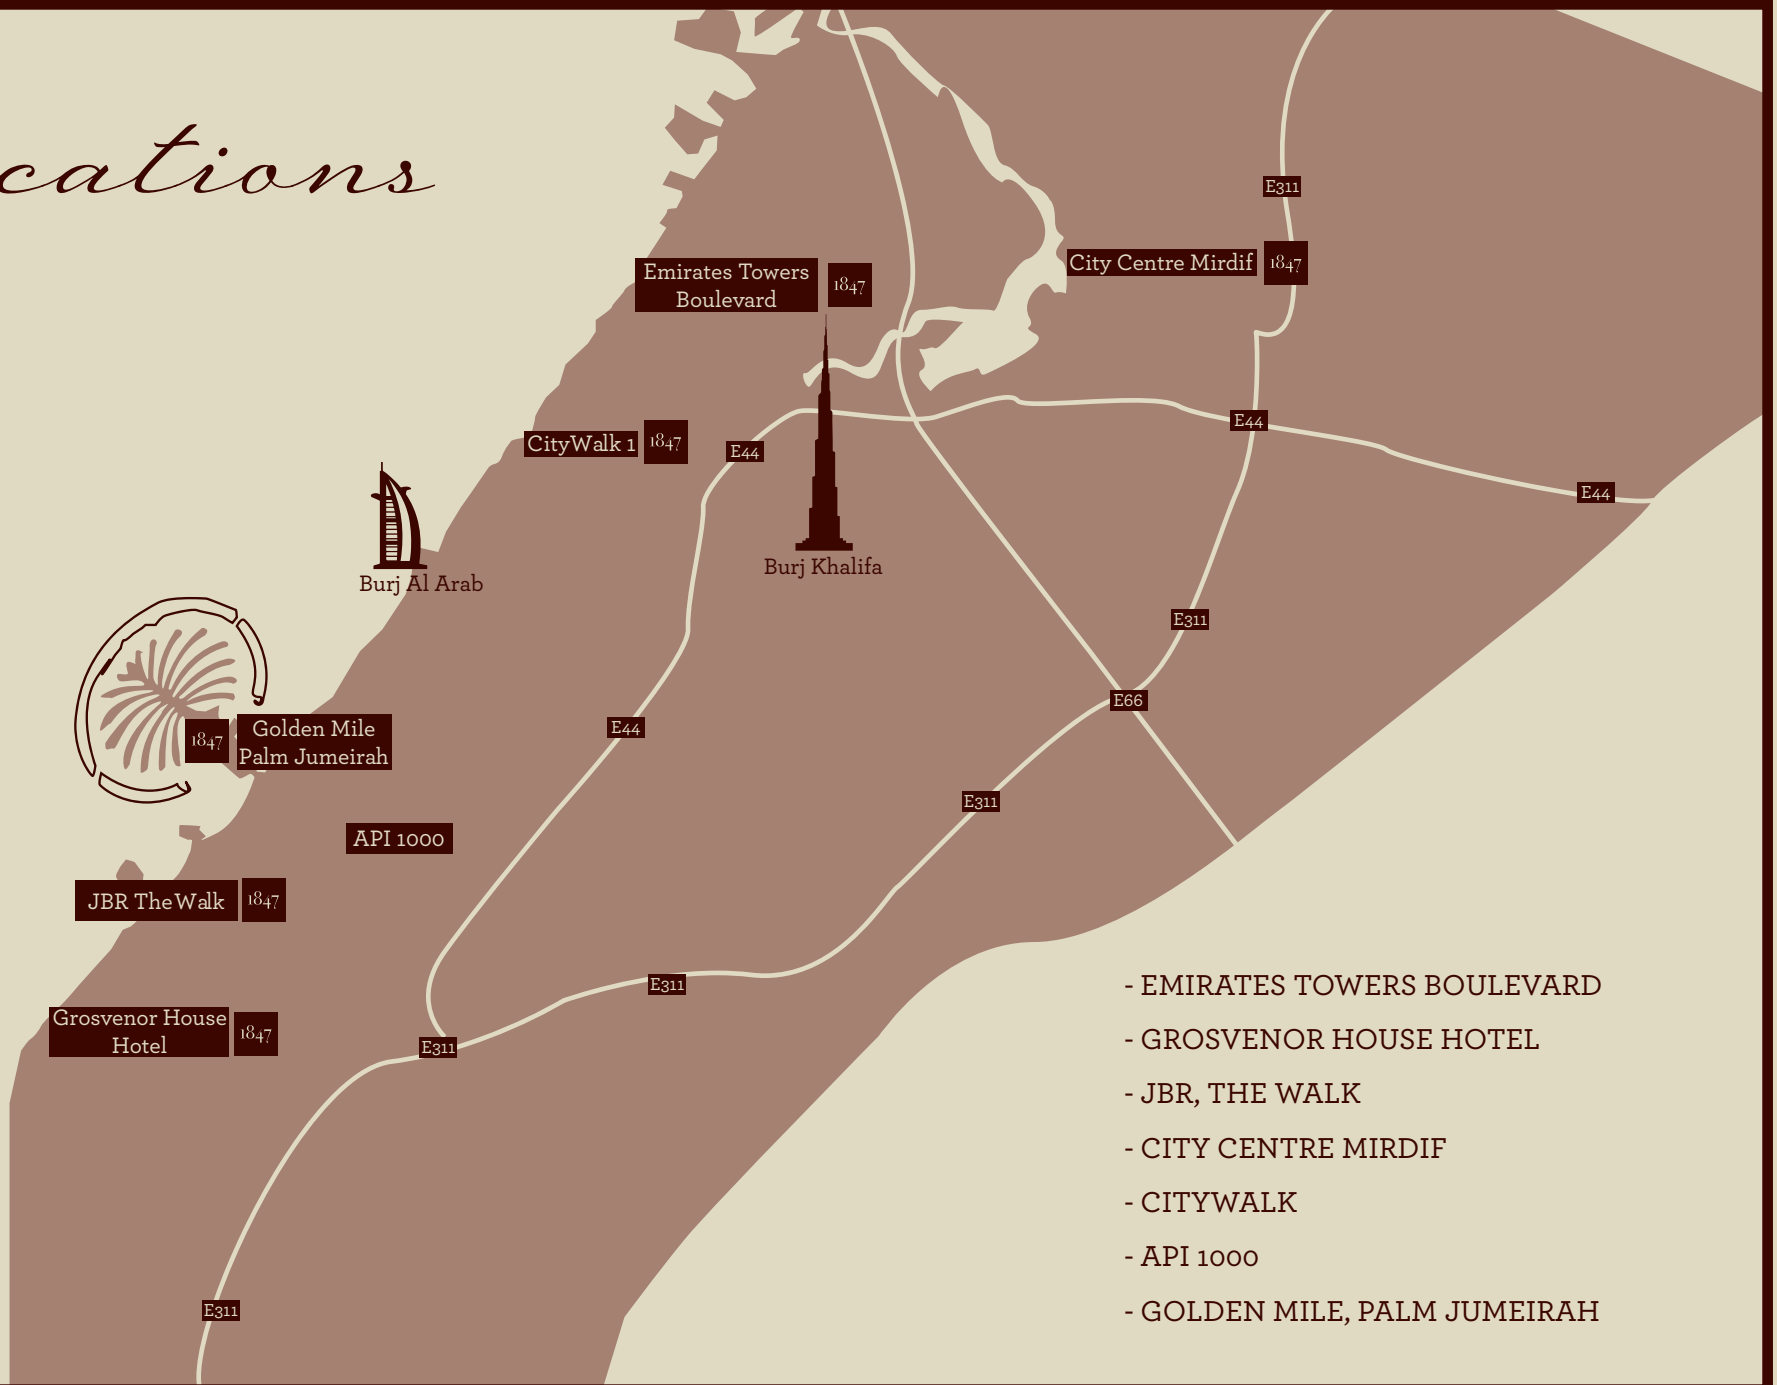 cations
E311
City Centre Mirdif
1847
Emirates Towers
Boulevard
1847
CityWalk 1
1847
E44
E44
E44
Burj Khalifa
Burj Al Arab
E311
E66
E44
1847
Golden Mile
Palm Jumeirah
E311
API 1000
JBR The Walk
1847
E311
Grosvenor House
Hotel
1847
E311
E311
- EMIRATES TOWERS BOULEVARD
- GROSVENOR HOUSE HOTEL
- JBR, THE WALK
- CITY CENTRE MIRDIF
- CITYWALK
- API 1000
- GOLDEN MILE, PALM JUMEIRAH